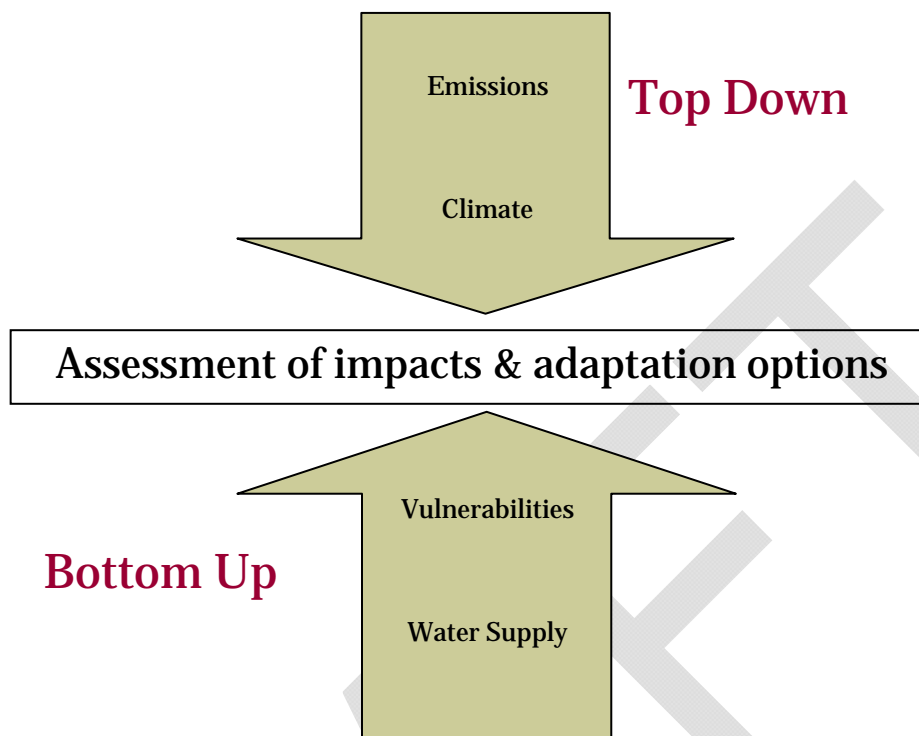 Emissions
Top Down
Climate
Assessment of impacts & adaptation options
Vulnerabilities
Bottom Up
Water Supply